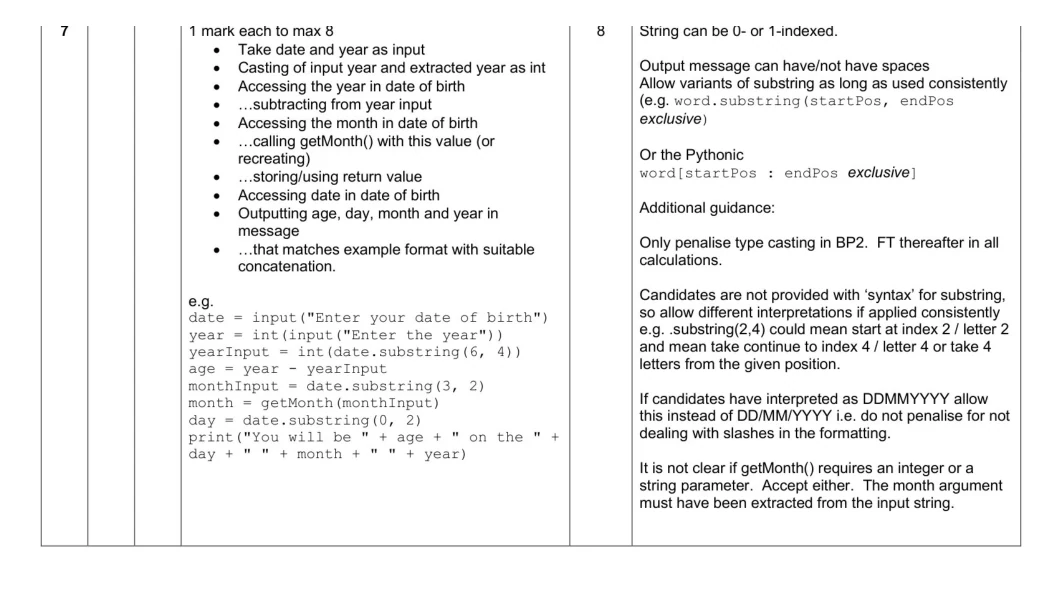 7
1 mark each to max 8
• Take date and year as input
• Casting of input year and extracted year as int
• Accessing the year in date of birth
• …subtracting from year input
• Accessing the month in date of birth
• …calling getMonth() with this value (or
recreating)
• …storing/using return value
• Accessing date in date of birth
• Outputting age, day, month and year in
message
• …that matches example format with suitable
concatenation.
e.g.
date = input("Enter your date of birth")
year = int(input("Enter the year"))
yearInput = int(date.substring(6, 4))
age = year - yearInput
monthInput = date.substring(3, 2)
month = getMonth(monthInput)
day = date.substring(0, 2)
print("You will be " + age + " on the " +
day + " " + month + " " + year)
8
String can be 0- or 1-indexed.
Output message can have/not have spaces
Allow variants of substring as long as used consistently
(e.g. word.substring(startPos, endPos
exclusive)
Or the Pythonic
word[startPos : endPos exclusive]
Additional guidance:
Only penalise type casting in BP2. FT thereafter in all
calculations.
Candidates are not provided with ‘syntax’ for substring,
so allow different interpretations if applied consistently
e.g. .substring(2,4) could mean start at index 2 / letter 2
and mean take continue to index 4 / letter 4 or take 4
letters from the given position.
If candidates have interpreted as DDMMYYYY allow
this instead of DD/MM/YYYY i.e. do not penalise for not
dealing with slashes in the formatting.
It is not clear if getMonth() requires an integer or a
string parameter. Accept either. The month argument
must have been extracted from the input string.